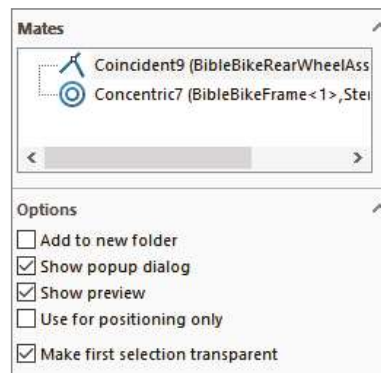 Mates
Coincident9 (BibleBikeRearWheelAss
Concentric7 (BibleBikeFrame<1>,Ster
Options
Add to new folder
Show popup dialog
Show preview
Use for positioning only
Make first selection transparent